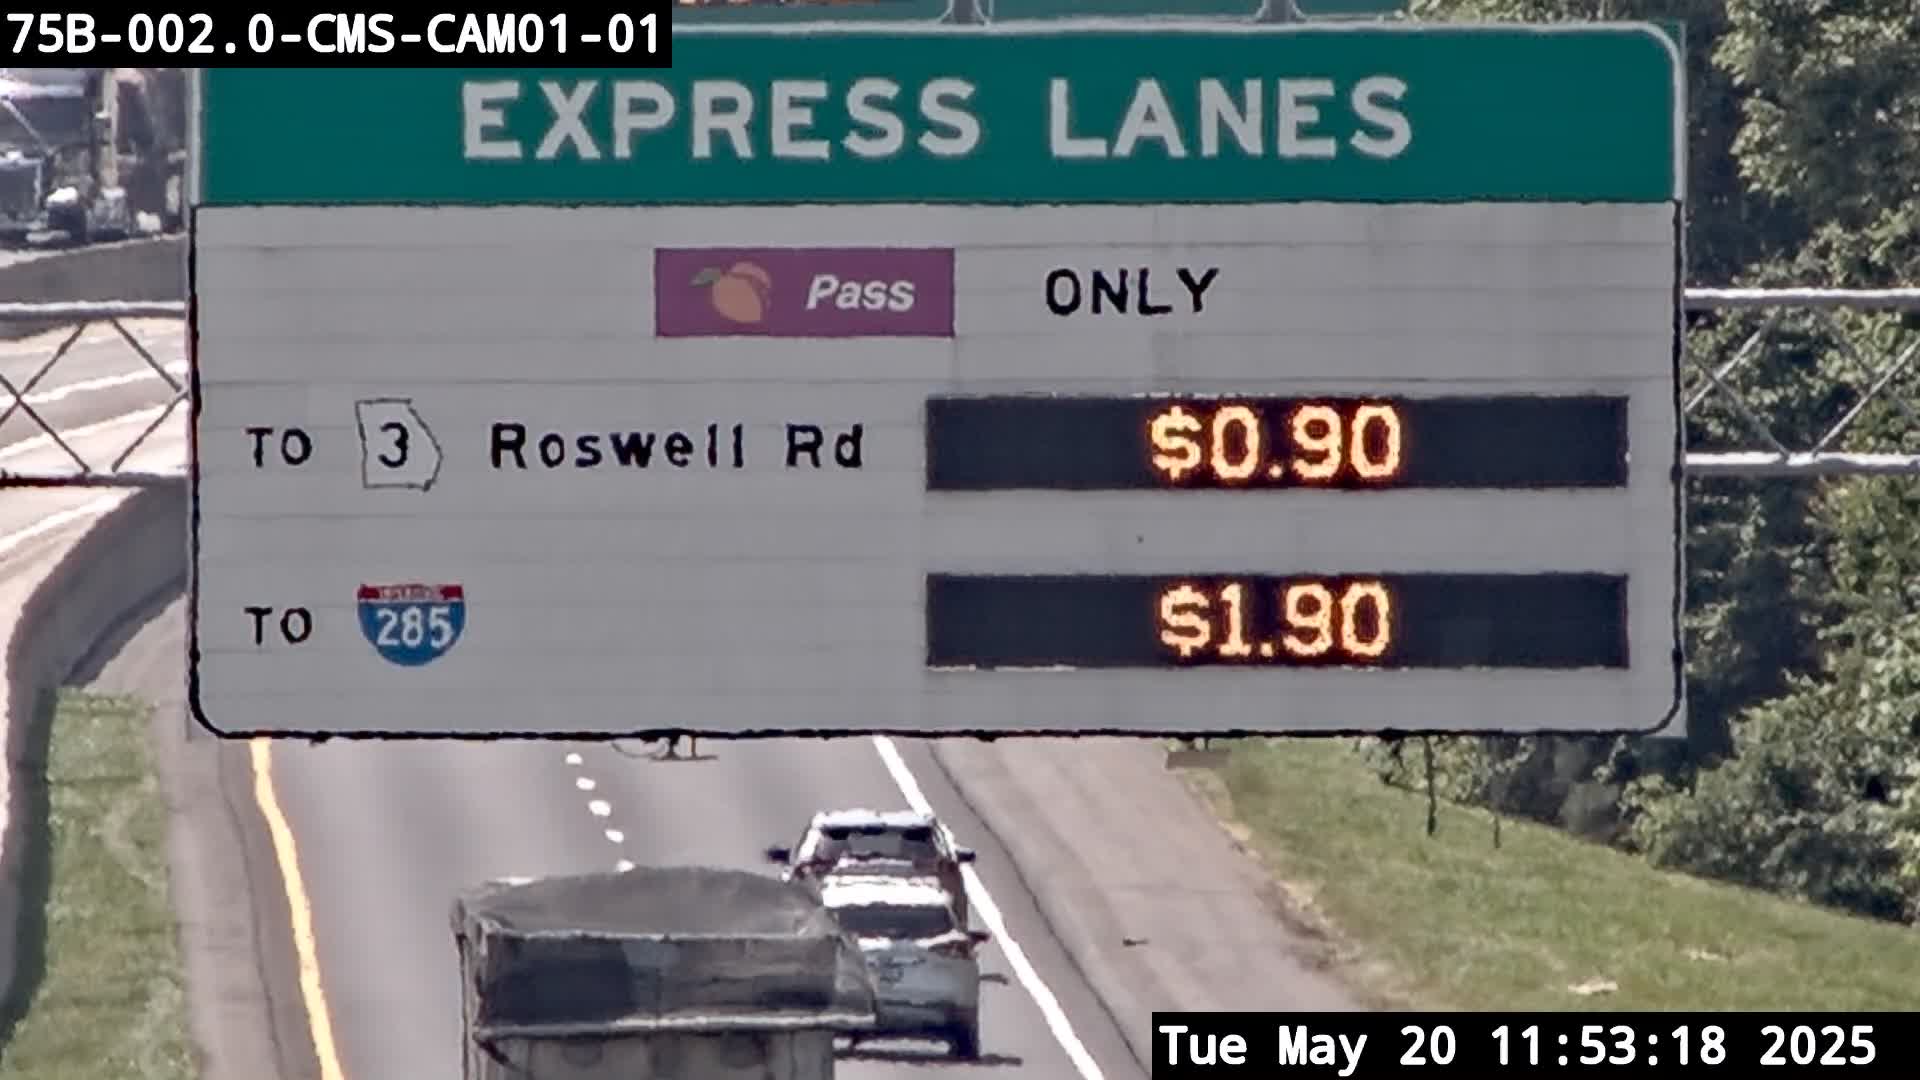 75B-002.0-CMS-CAM01-01
EXPRESS LANES
Pass ONLY
TO 3 Roswell Rd $0.90
TO 285 $1.90
Tue May 20 11:53:18 2025